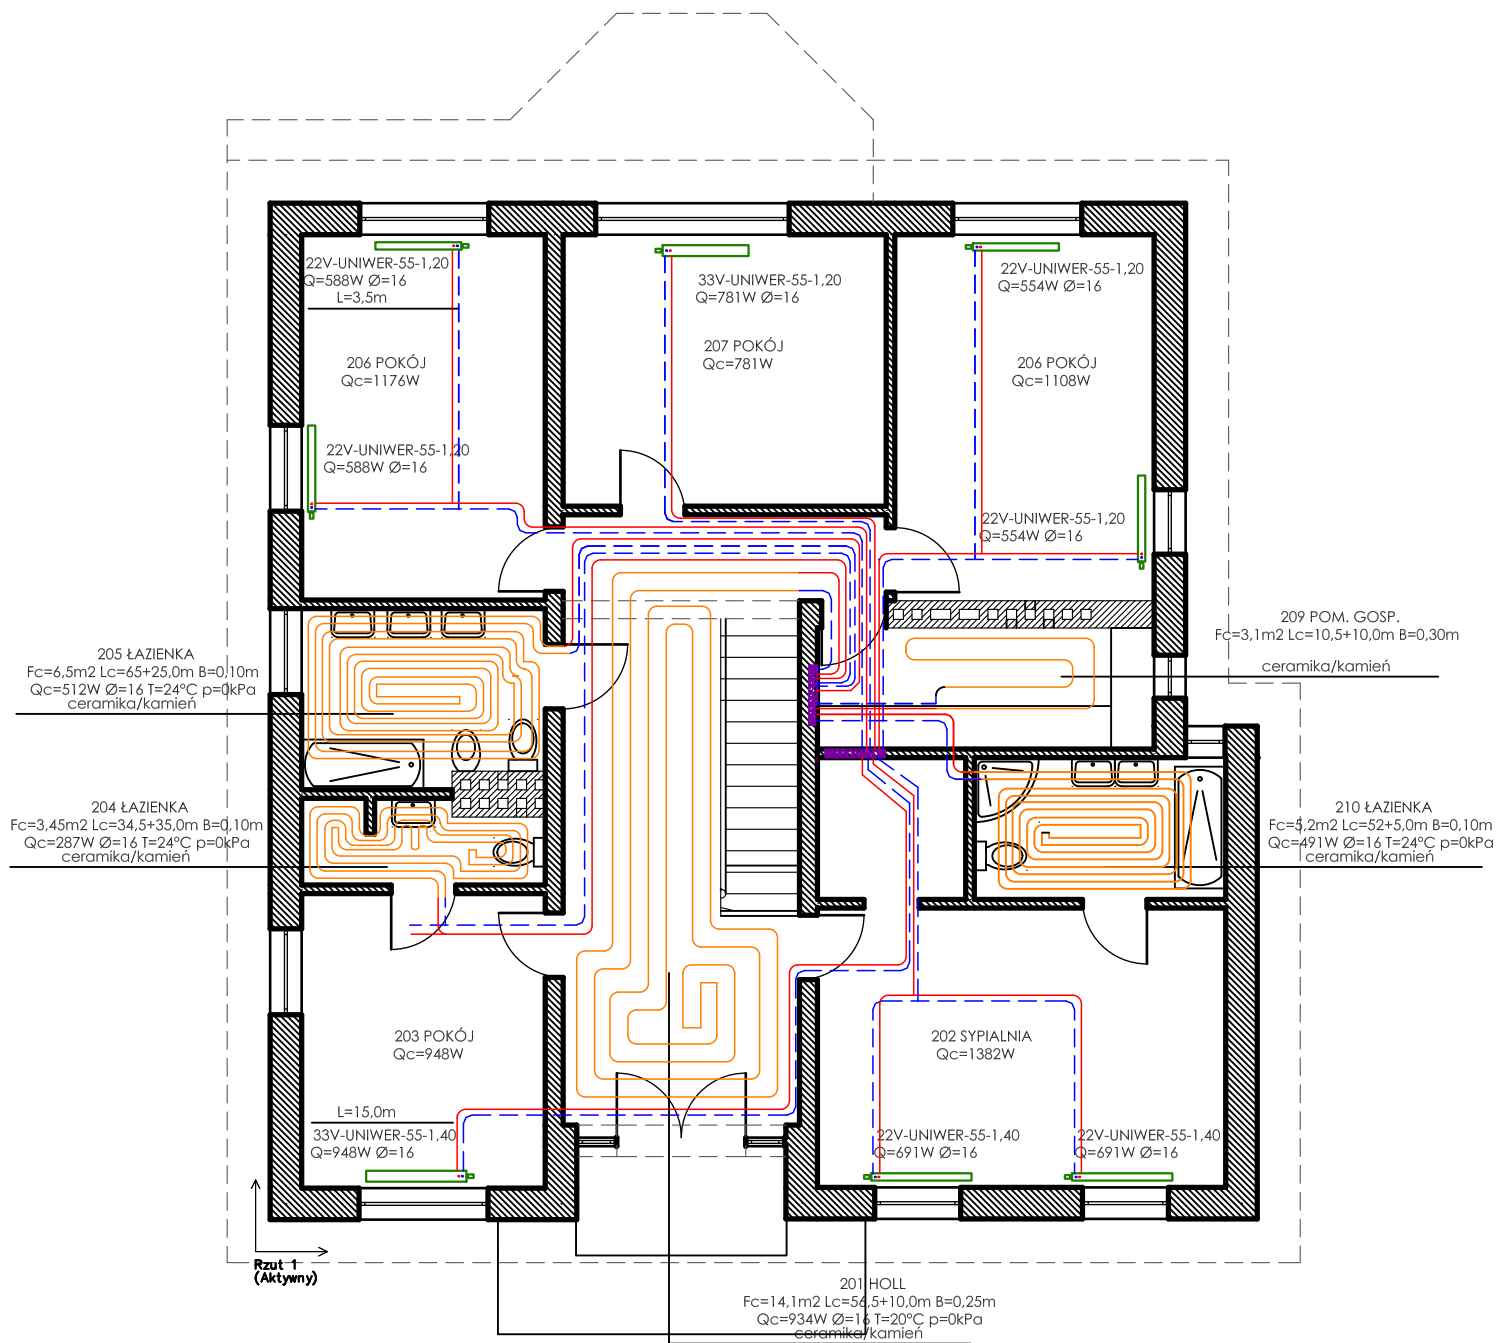 22V-UNIWER-55-1,20
Q=588W Ø=16
L=3,5m
206 POKÓJ
Qc=1176W
22V-UNIWER-55-1,20
Q=588W Ø=16
33V-UNIWER-55-1,20
Q=781W Ø=16
207 POKÓJ
Qc=781W
22V-UNIWER-55-1,20
Q=554W Ø=16
206 POKÓJ
Qc=1108W
22V-UNIWER-55-1,20
Q=554W Ø=16
209 POM. GOSP.
Fc=3,1m2 Lc=10,5+10,0m B=0,30m
ceramika/kamień
205 ŁAZIENKA
Fc=6,5m2 Lc=65+25,0m B=0,10m
Qc=512W Ø=16 T=24°C p=0kPa
ceramika/kamień
204 ŁAZIENKA
Fc=3,45m2 Lc=34,5+35,0m B=0,10m
Qc=287W Ø=16 T=24°C p=0kPa
ceramika/kamień
210 ŁAZIENKA
Fc=5,2m2 Lc=52+5,0m B=0,10m
Qc=491W Ø=16 T=24°C p=0kPa
ceramika/kamień
203 POKÓJ
Qc=948W
L=15,0m
33V-UNIWER-55-1,40
Q=948W Ø=16
202 SYPIALNIA
Qc=1382W
22V-UNIWER-55-1,40
Q=691W Ø=16
22V-UNIWER-55-1,40
Q=691W Ø=16
Rzut 1
(Aktywny)
201 HOLL
Fc=14,1m2 Lc=56,5+10,0m B=0,25m
Qc=934W Ø=16 T=20°C p=0kPa
ceramika/kamień